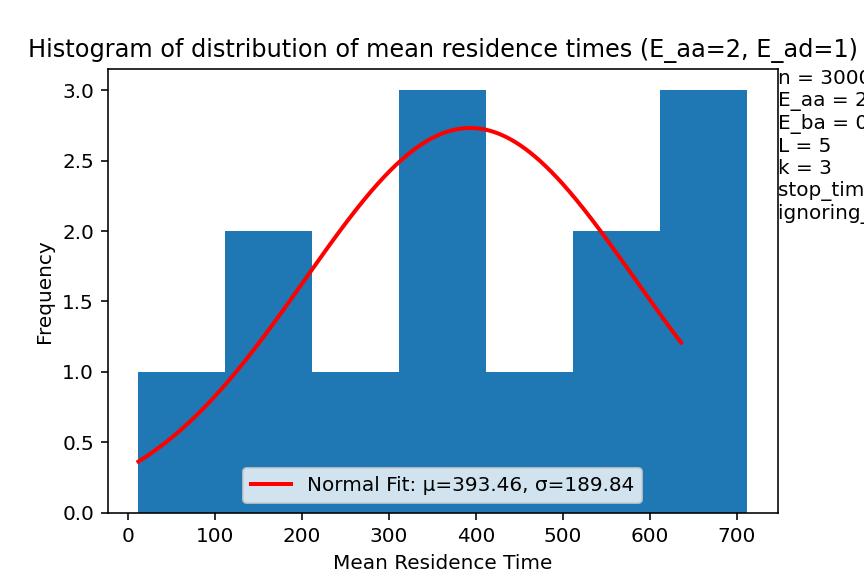 Histogram of distribution of mean residence times (E_aa=2, E_ad=1)
n = 3000
E_aa = 2
E_ba = 0
L = 5
k = 3
stop_tim
ignoring_
3.0
2.5
2.0
1.5
1.0
0.5
0.0
Frequency
Normal Fit: μ=393.46, σ=189.84
0 100 200 300 400 500 600 700
Mean Residence Time